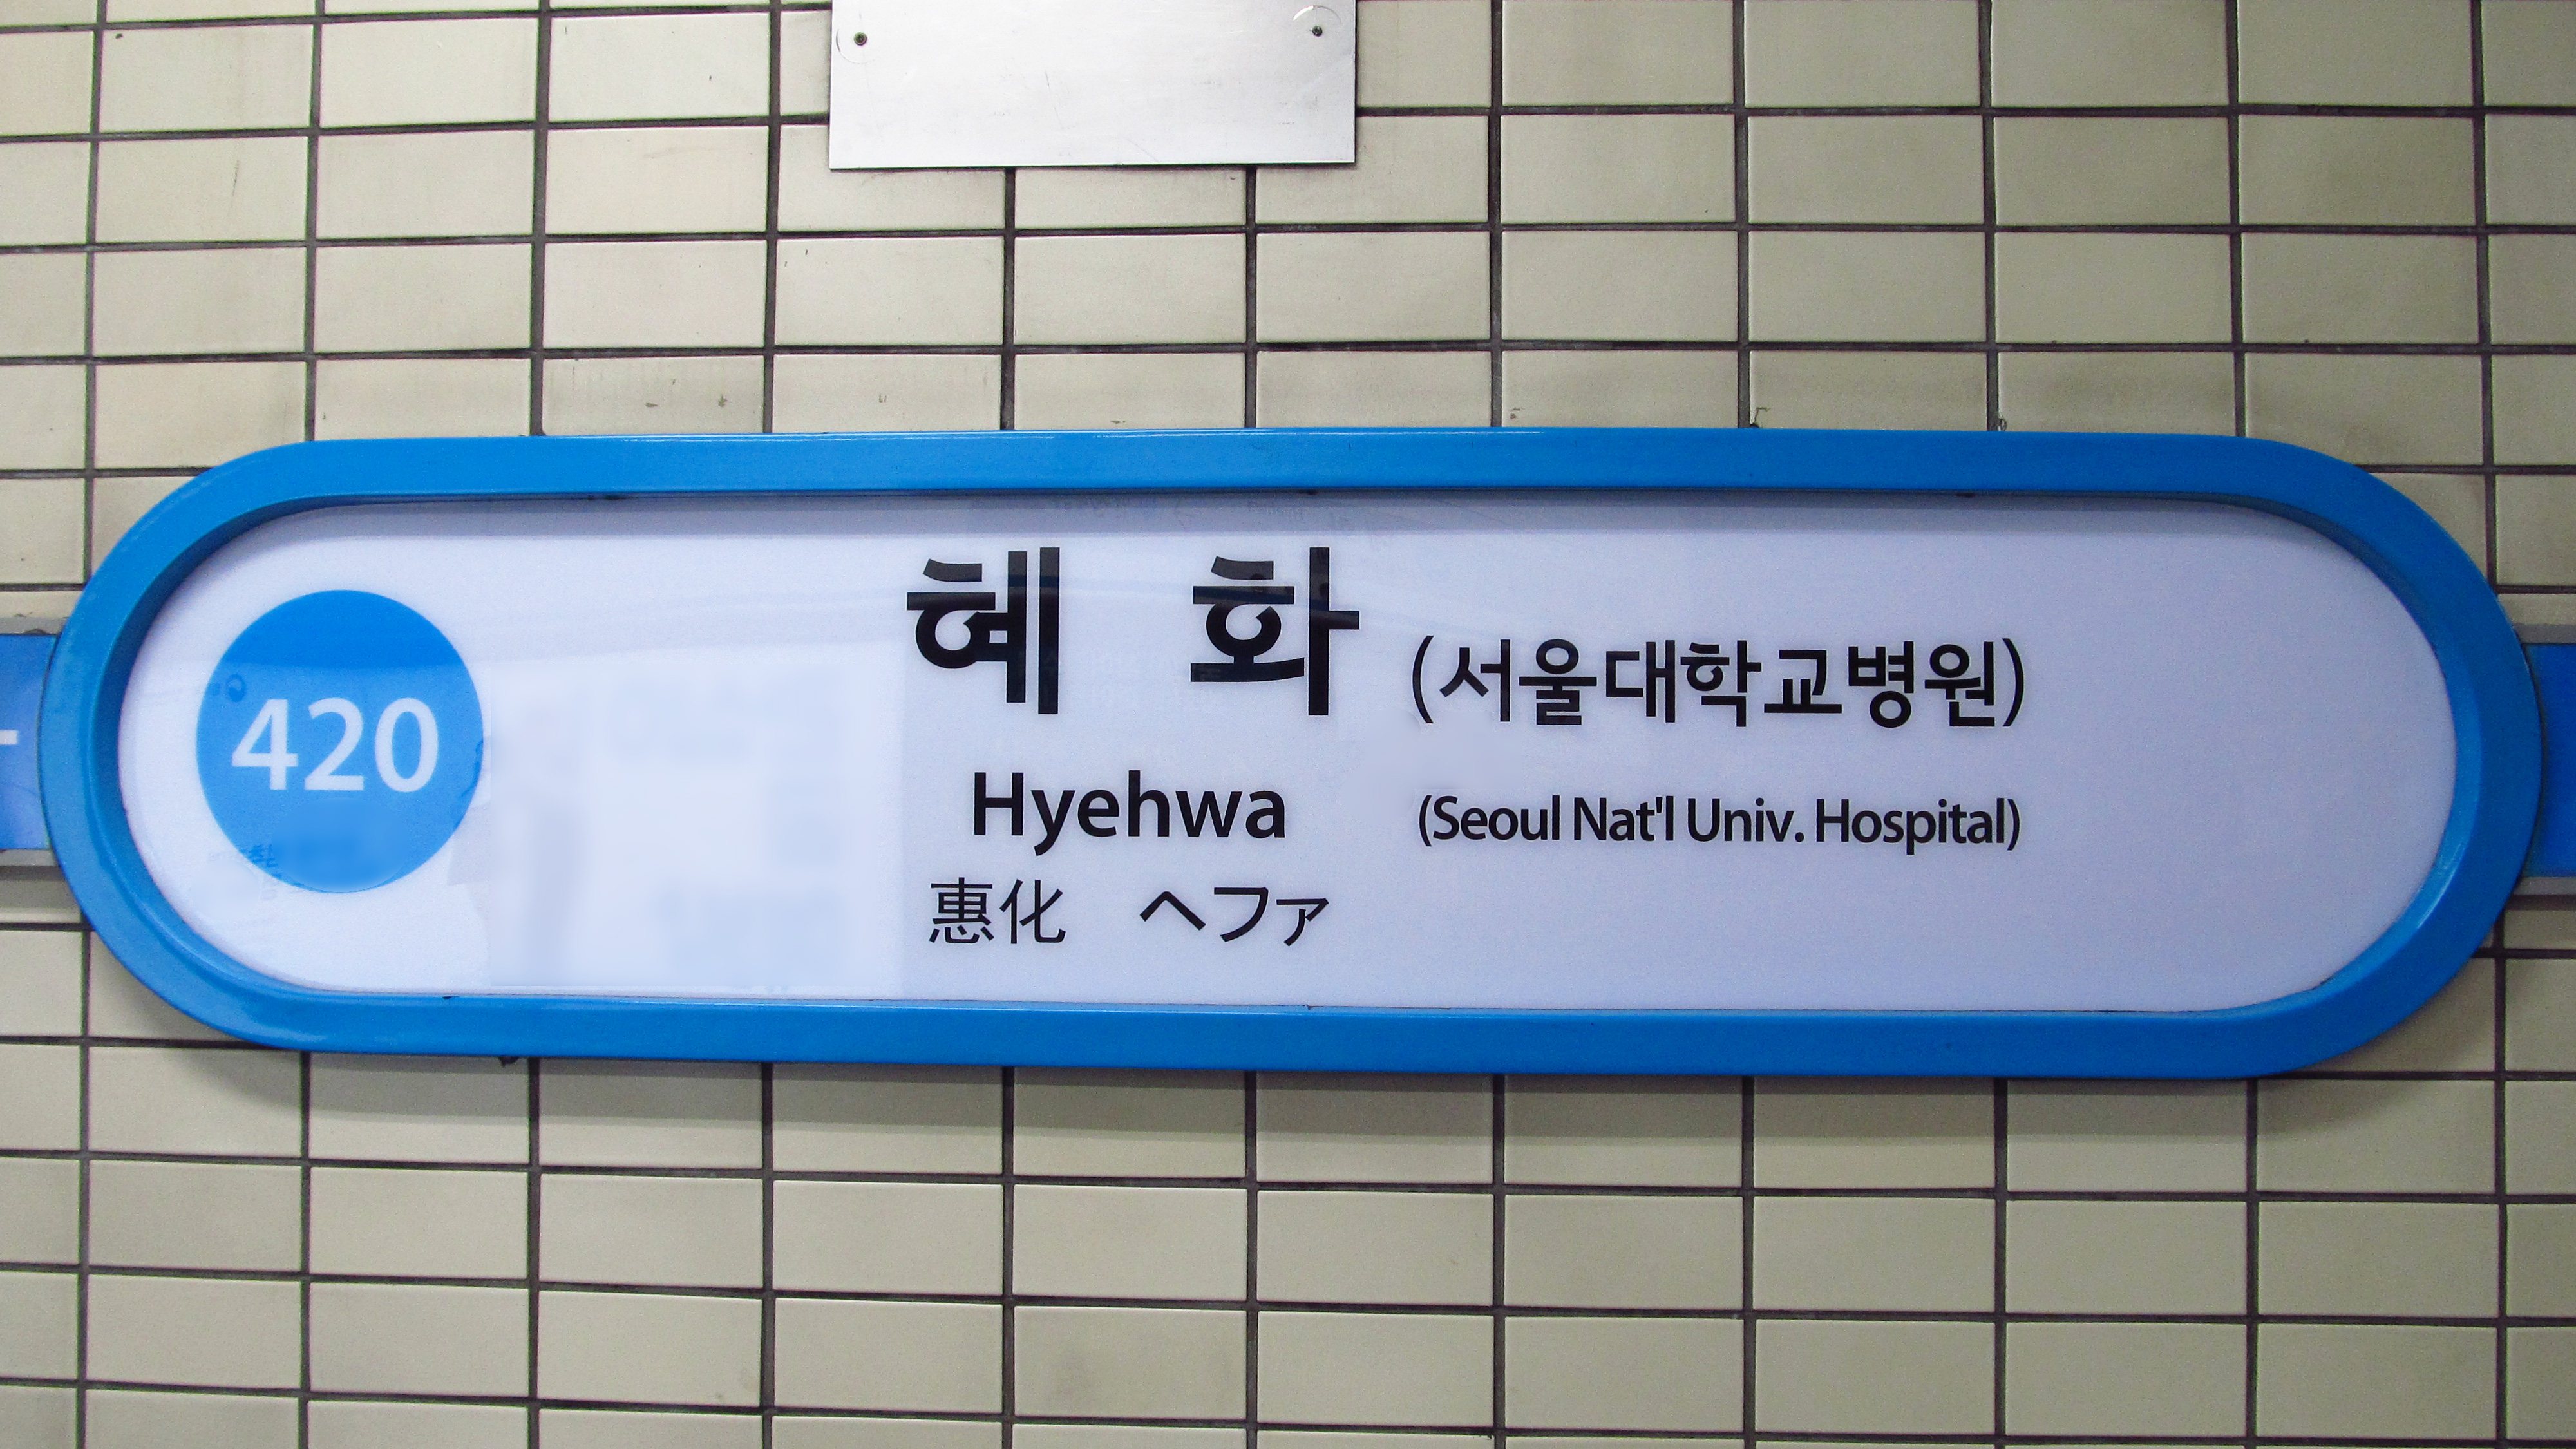 420
혜 화 (서울대학교병원)
Hyehwa (Seoul Nat'l Univ. Hospital)
惠化 ヘファ